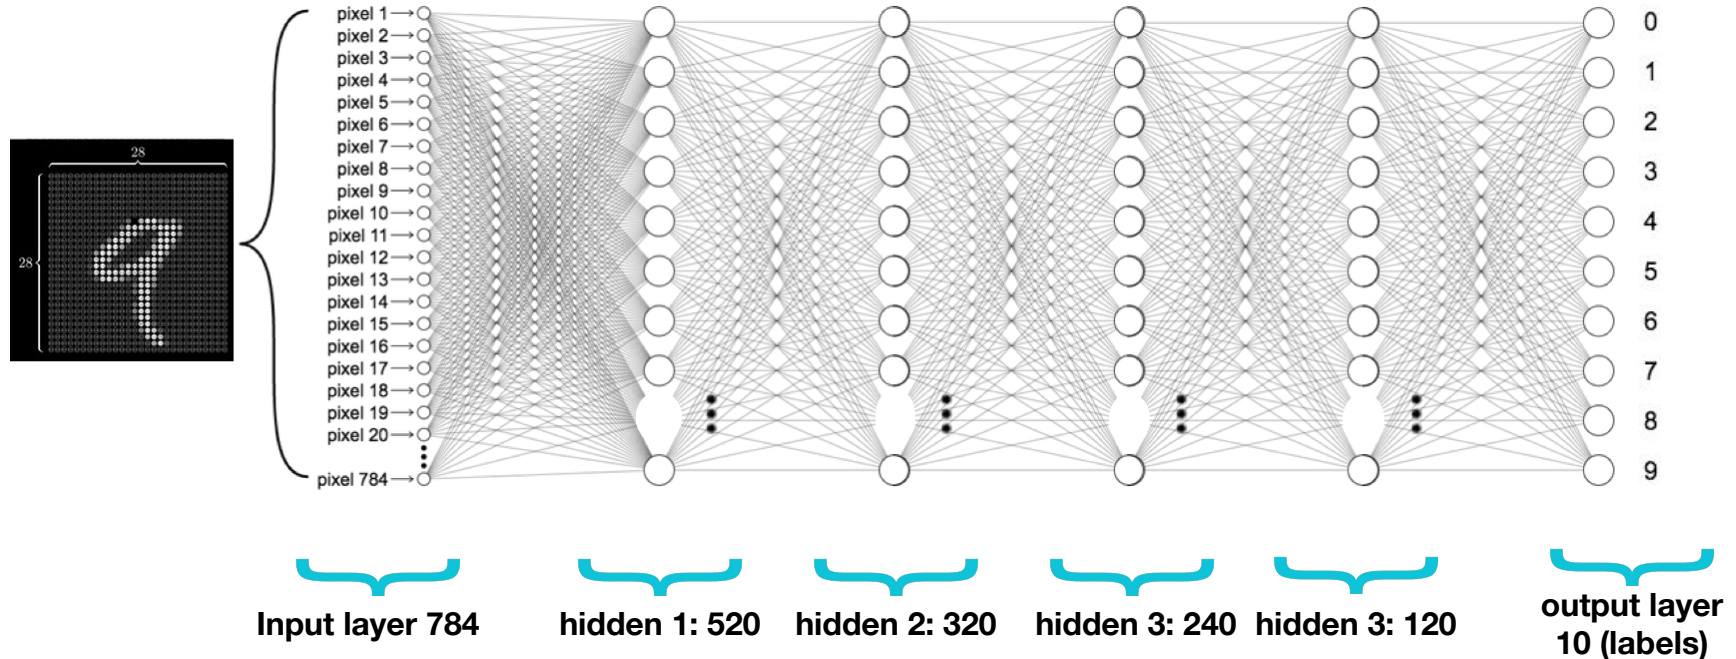 28
28
pixel 1
pixel 2
pixel 3
pixel 4
pixel 5
pixel 6
pixel 7
pixel 8
pixel 9
pixel 10
pixel 11
pixel 12
pixel 13
pixel 14
pixel 15
pixel 16
pixel 17
pixel 18
pixel 19
pixel 20
pixel 784
0
1
2
3
4
5
6
7
8
9
Input layer 784
hidden 1: 520
hidden 2: 320
hidden 3: 240
hidden 3: 120
output layer
10 (labels)